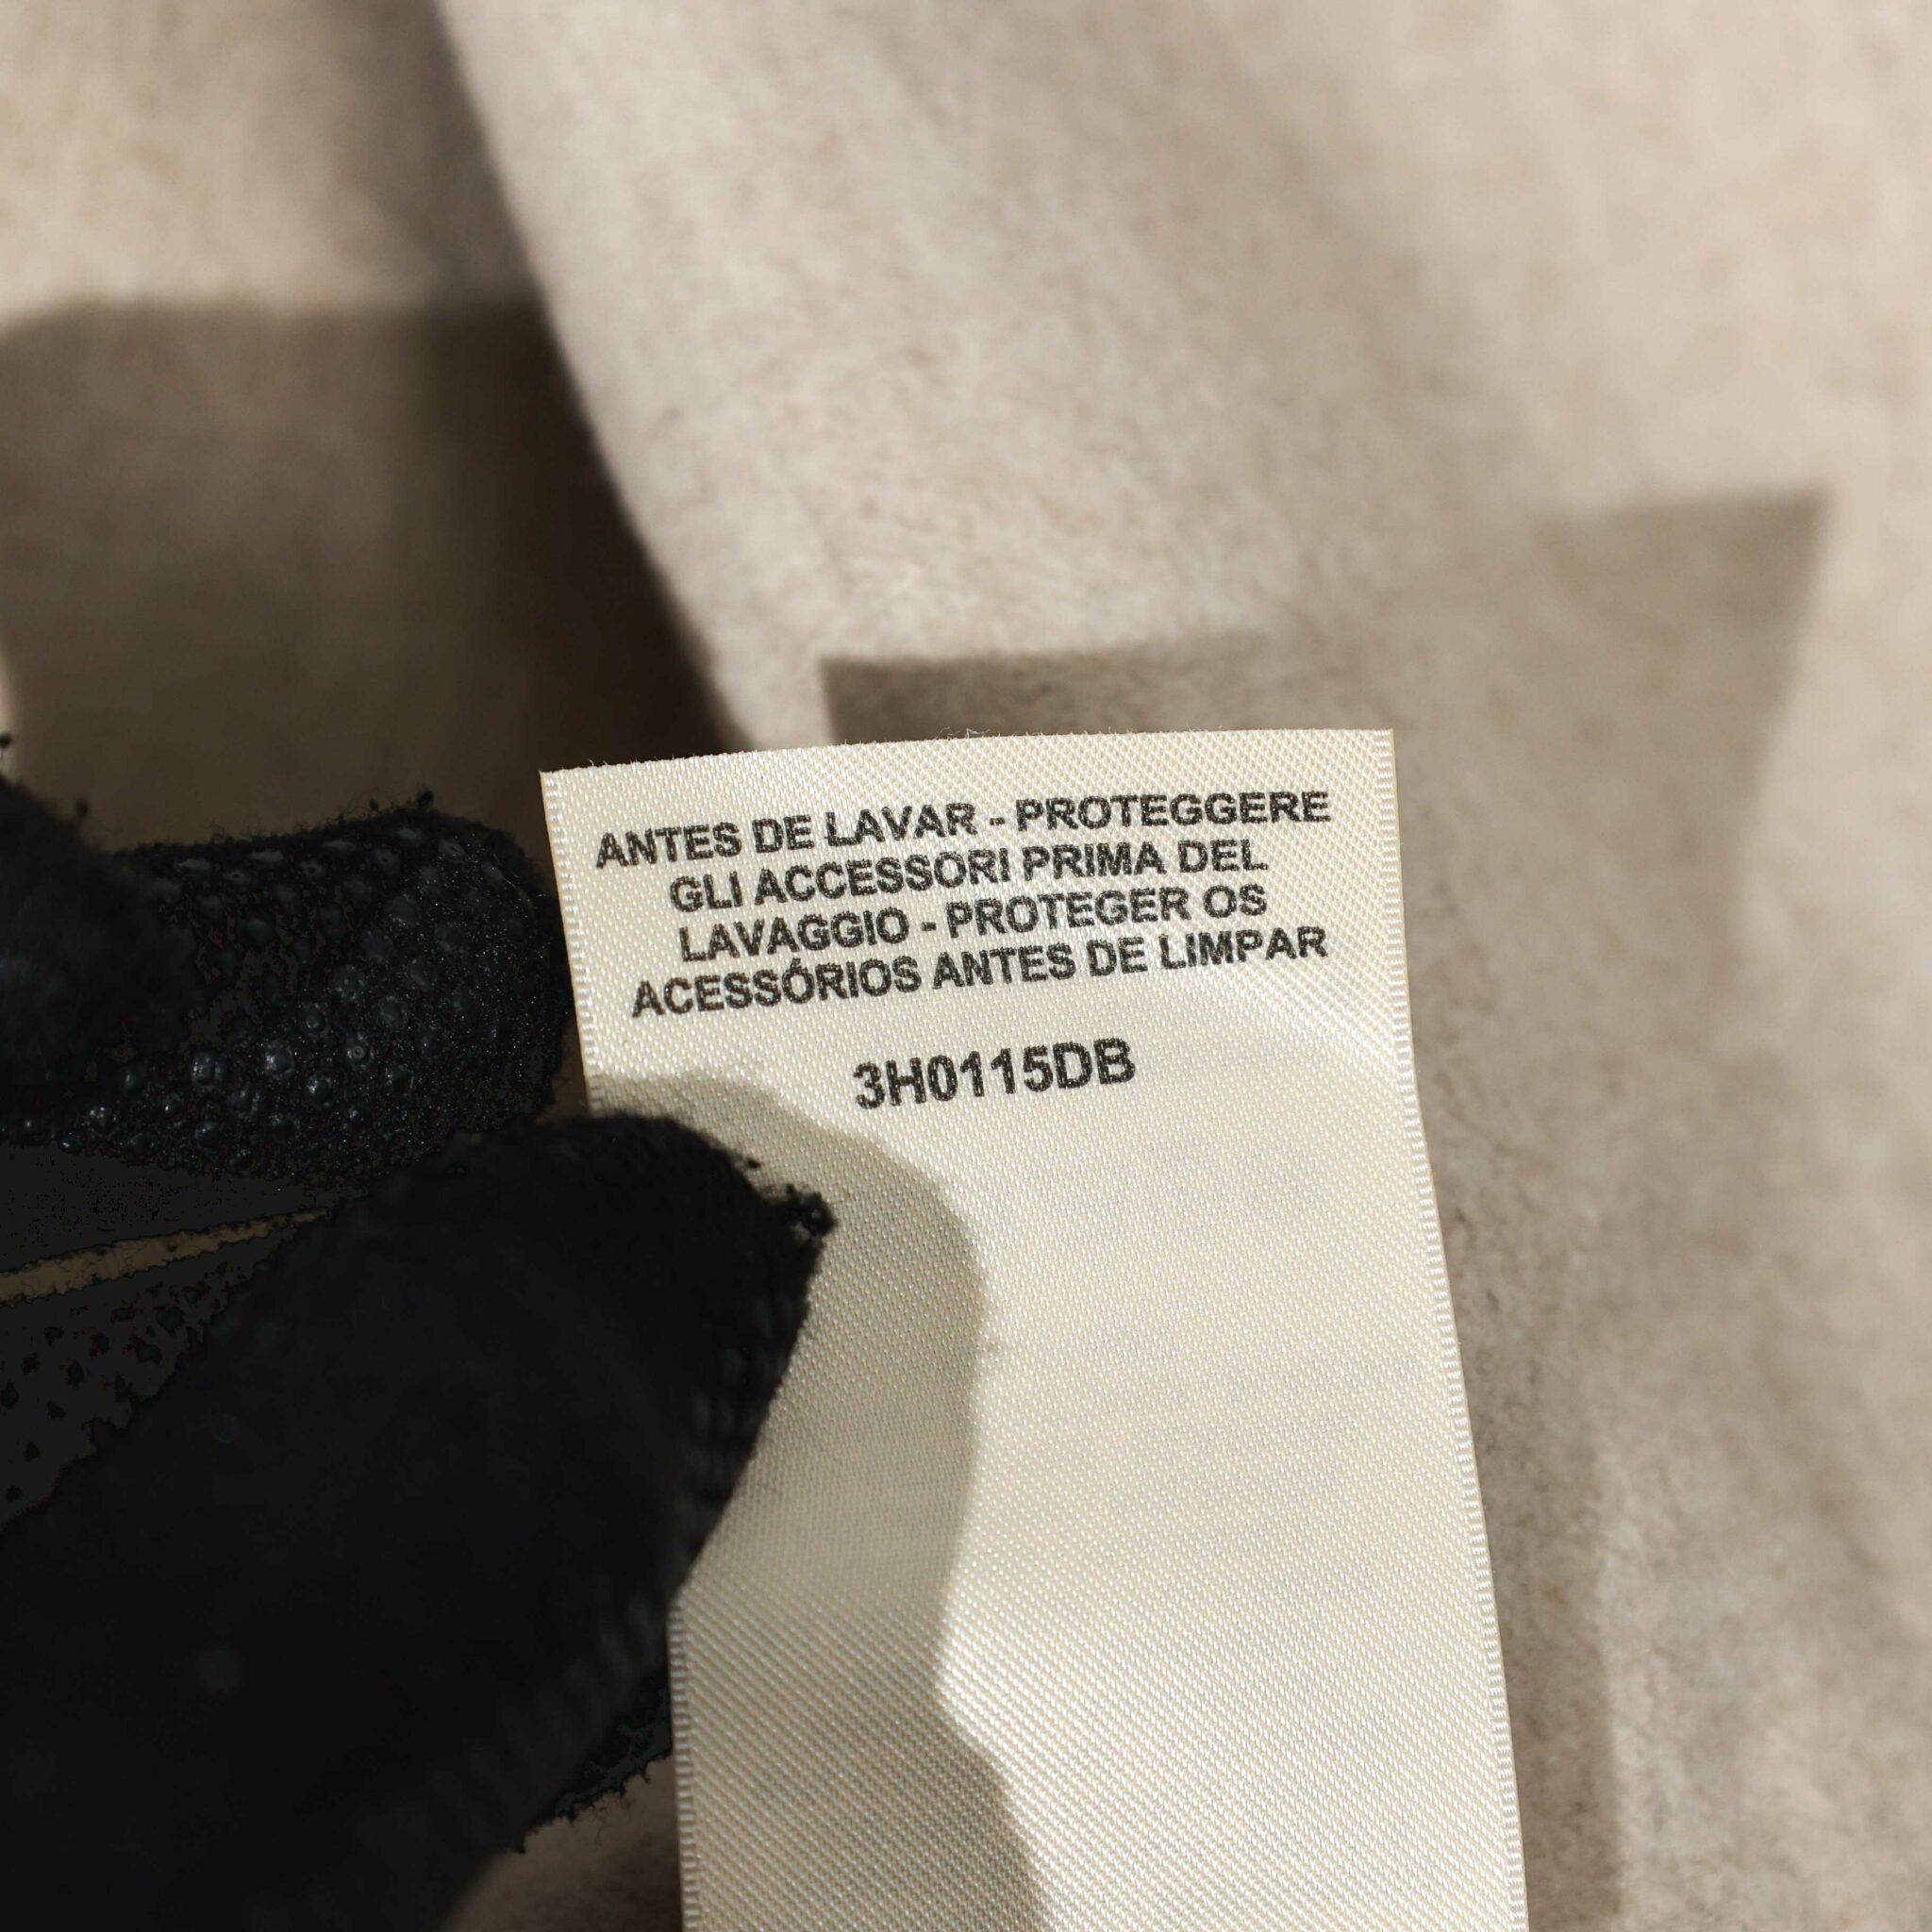 ANTES DE LAVAR - PROTEGGERE
GLI ACCESSORI PRIMA DEL
LAVAGGIO - PROTEGER OS
ACESSÓRIOS ANTES DE LIMPAR
3H0115DB